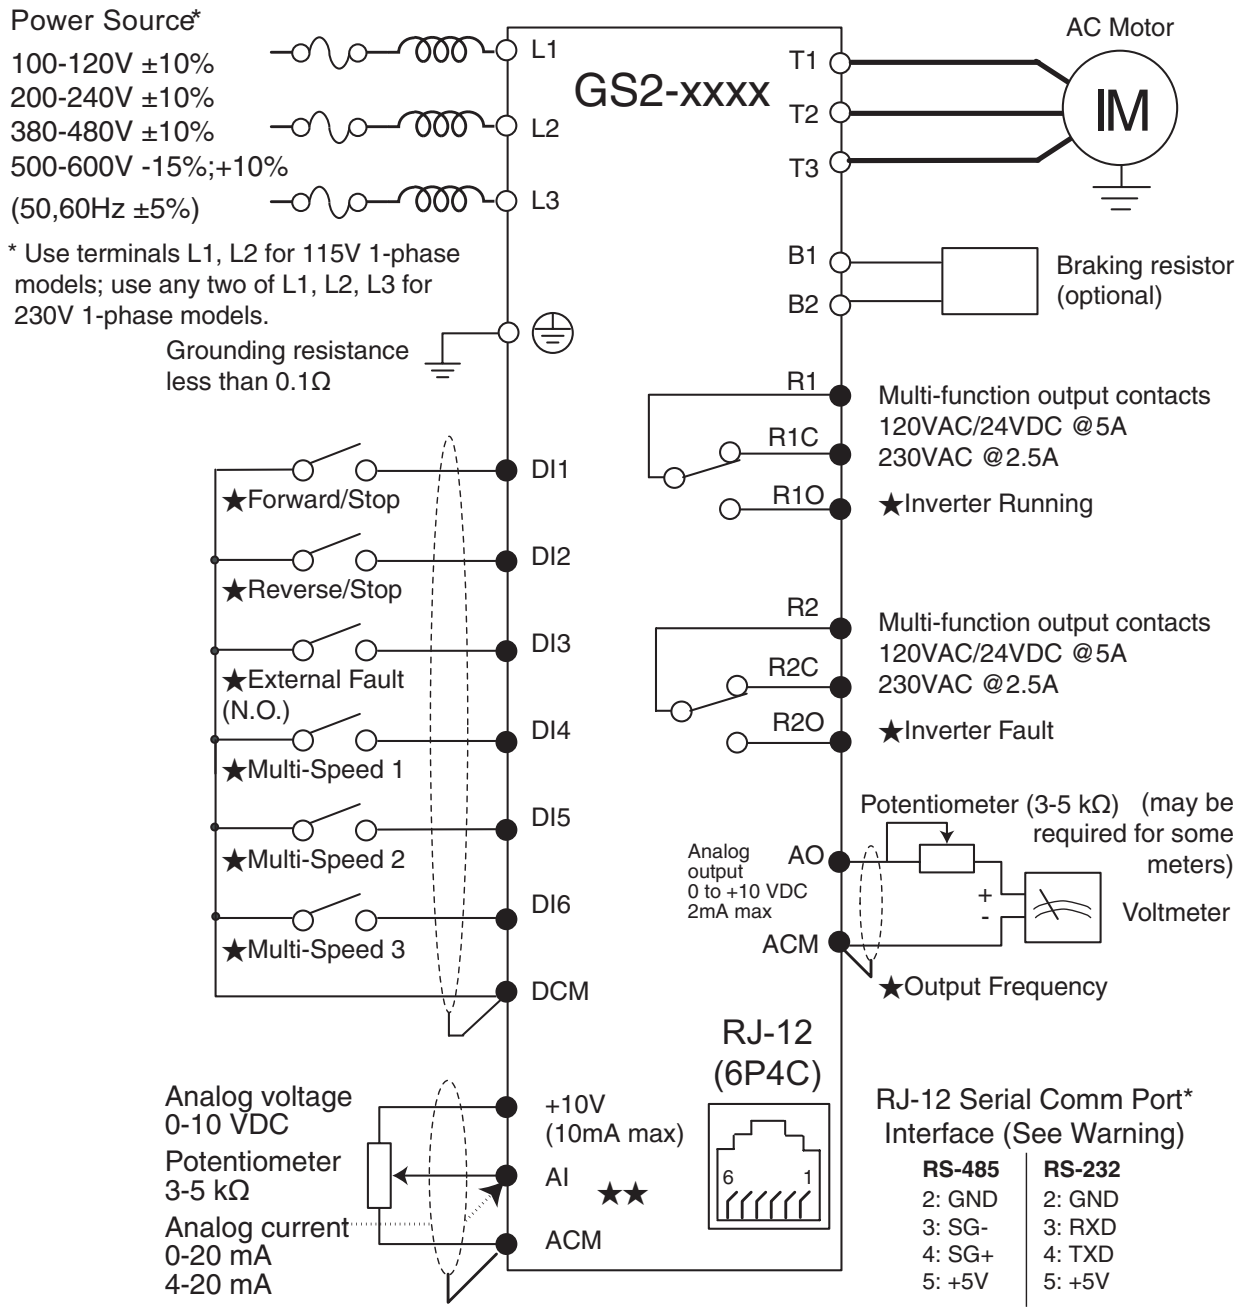 Power Source*
100-120V ±10%
200-240V ±10%
380-480V ±10%
500-600V -15%;+10%
(50,60Hz ±5%)
* Use terminals L1, L2 for 115V 1-phase
models; use any two of L1, L2, L3 for
230V 1-phase models.
Grounding resistance
less than 0.1Ω
L1
L2
L3
GS2-xxxx
T1
T2
T3
AC Motor
IM
B1
B2
Braking resistor
(optional)
R1
R1C
R1O
Multi-function output contacts
120VAC/24VDC @5A
230VAC @2.5A
★Inverter Running
R2
R2C
R2O
Multi-function output contacts
120VAC/24VDC @5A
230VAC @2.5A
★Inverter Fault
DI1
★Forward/Stop
DI2
★Reverse/Stop
DI3
★External Fault
(N.O.)
DI4
★Multi-Speed 1
DI5
★Multi-Speed 2
DI6
★Multi-Speed 3
DCM
Potentiometer (3-5 kΩ) (may be
required for some
meters)
Analog
output
0 to +10 VDC
2mA max
AO
ACM
+
-
Voltmeter
★Output Frequency
Analog voltage
0-10 VDC
Potentiometer
3-5 kΩ
Analog current
0-20 mA
4-20 mA
+10V
(10mA max)
AI
★★
ACM
RJ-12
(6P4C)
6 1
RJ-12 Serial Comm Port*
Interface (See Warning)
RS-485 RS-232
2: GND 2: GND
3: SG- 3: RXD
4: SG+ 4: TXD
5: +5V 5: +5V